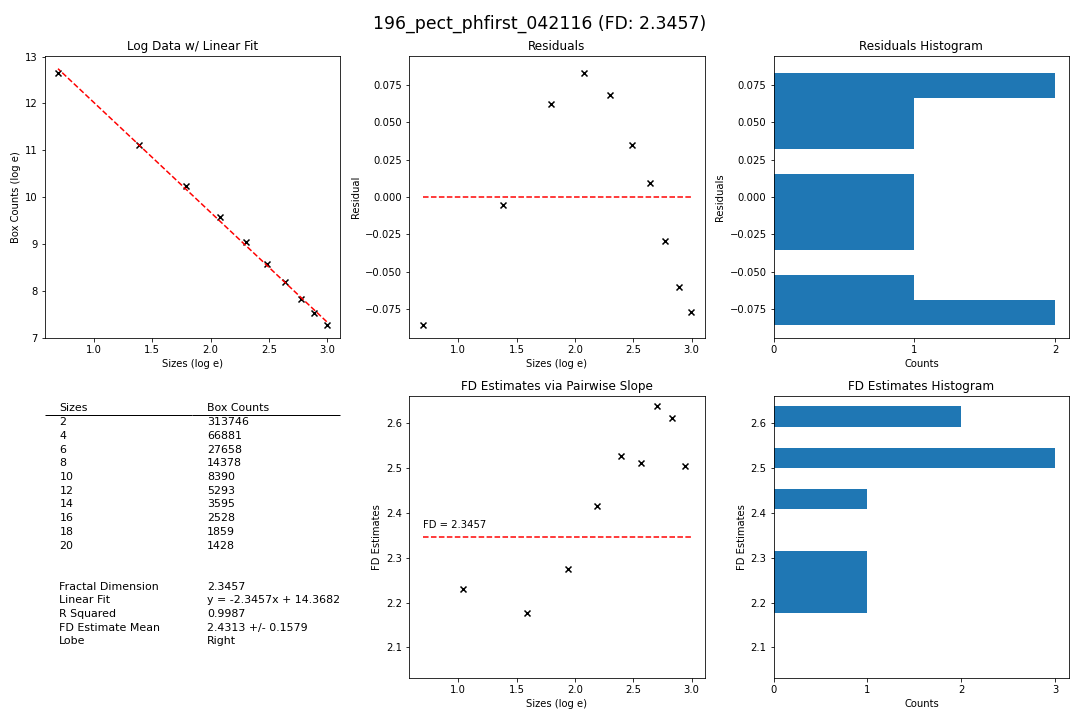 196_pect_phfirst_042116 (FD: 2.3457)
Log Data w/ Linear Fit
13
12
11
10
9
8
7
Box Counts (log e)
1.0 1.5 2.0 2.5 3.0
Sizes (log e)
Residuals
0.075
0.050
0.025
0.000
−0.025
−0.050
−0.075
Residual
1.0 1.5 2.0 2.5 3.0
Sizes (log e)
Residuals Histogram
0.075
0.050
0.025
0.000
−0.025
−0.050
−0.075
Residuals
0 1 2
Counts
Sizes Box Counts
2 313746
4 66881
6 27658
8 14378
10 8390
12 5293
14 3595
16 2528
18 1859
20 1428
Fractal Dimension 2.3457
Linear Fit y = -2.3457x + 14.3682
R Squared 0.9987
FD Estimate Mean 2.4313 +/- 0.1579
Lobe Right
FD Estimates via Pairwise Slope
2.6
2.5
2.4
2.3
2.2
2.1
FD Estimates
FD = 2.3457
1.0 1.5 2.0 2.5 3.0
Sizes (log e)
FD Estimates Histogram
2.6
2.5
2.4
2.3
2.2
2.1
FD Estimates
0 1 2 3
Counts